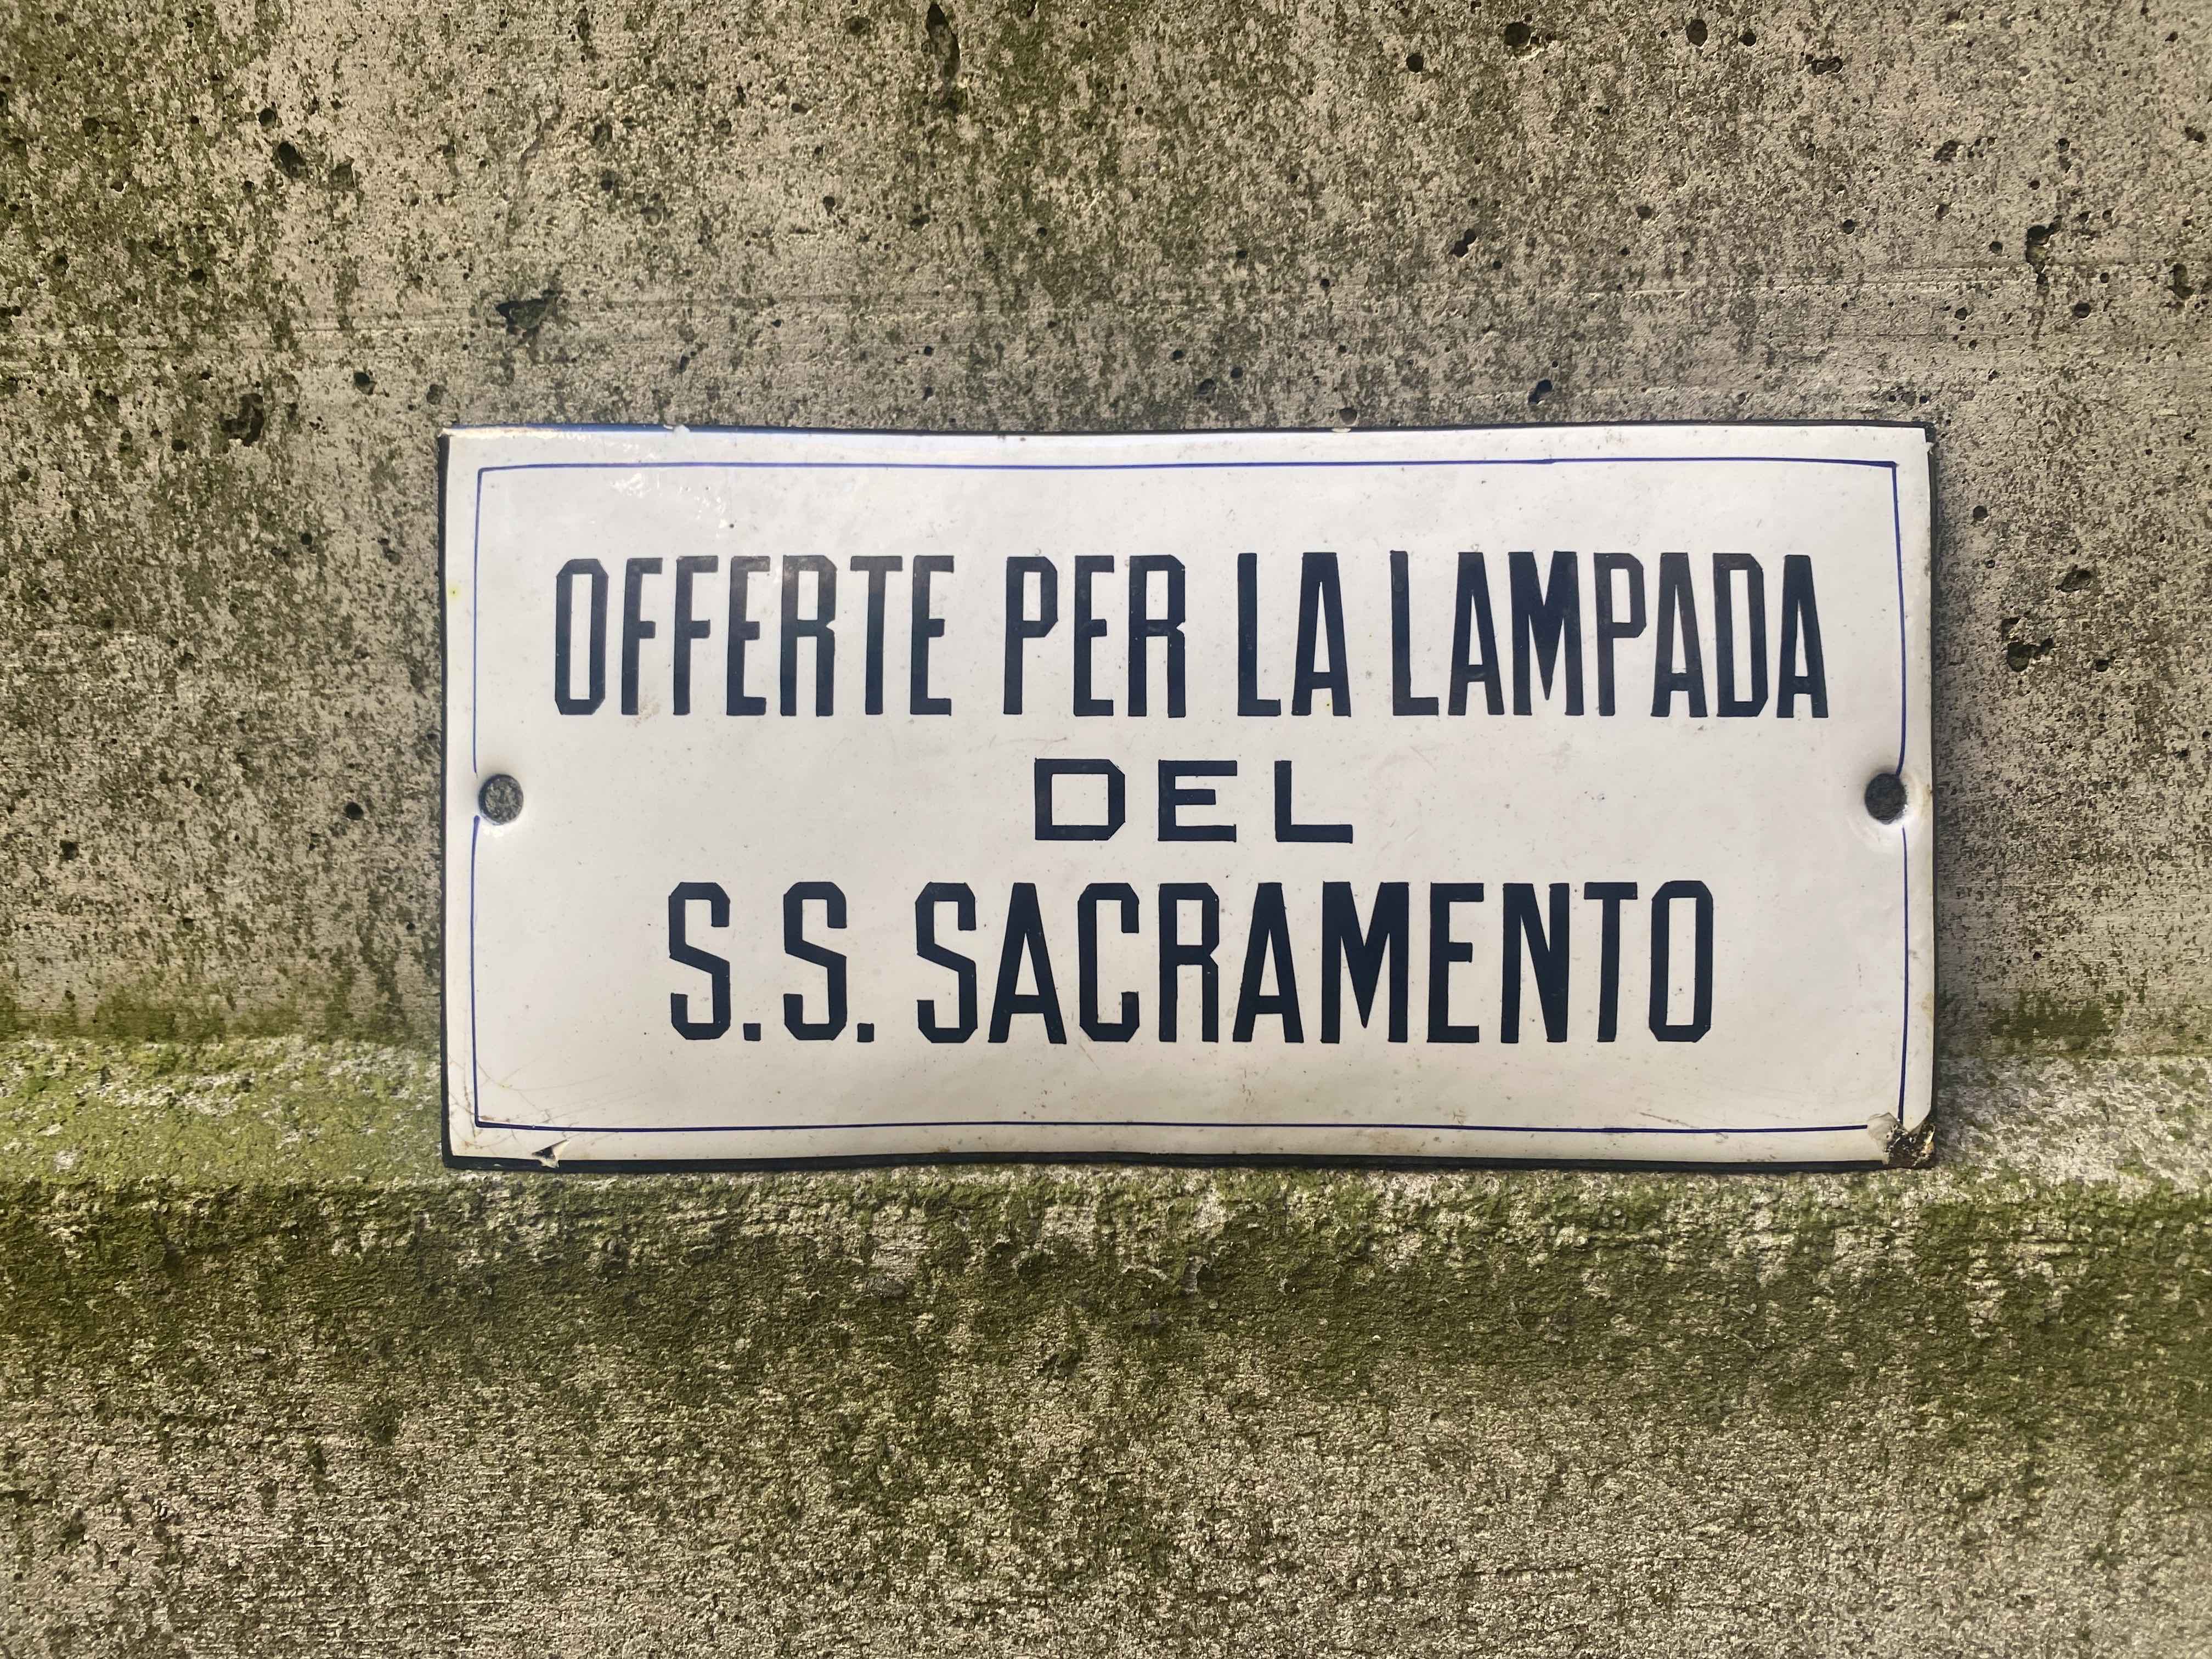 OFFERTE PER LA LAMPADA
DEL
S.S. SACRAMENTO